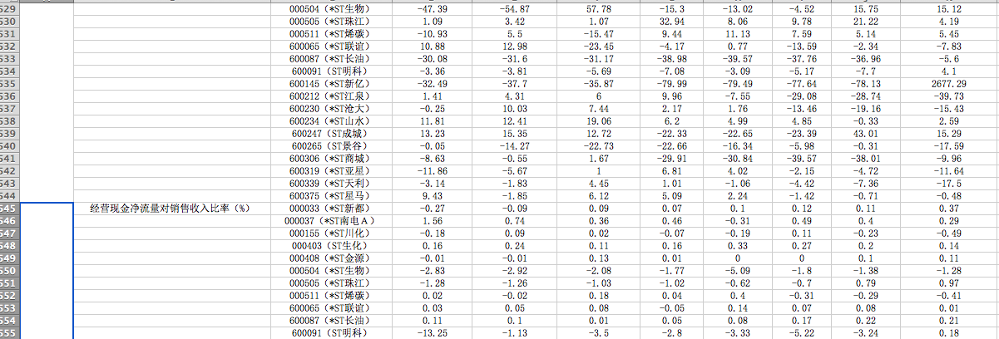 529 000504（*ST生物） -47.39 -54.87 57.78 -15.3 -13.02 -4.52 15.75 15.12
530 000505（*ST珠江） 1.09 3.42 1.07 32.94 8.06 9.78 21.22 4.19
531 000511（*ST烯碳） -10.93 5.5 -15.47 9.44 11.13 7.59 5.14 5.45
532 600065（*ST联谊） 10.88 12.98 -23.45 -4.17 0.77 -13.59 -2.34 -7.83
533 600087（*ST长油） -30.08 -31.6 -31.17 -38.98 -39.57 -37.76 -36.96 -5.6
534 600091（ST明科） -3.36 -3.81 -5.69 -7.08 -3.09 -5.17 -7.7 4.1
535 600145（*ST新亿） -32.49 -37.7 -35.87 -79.99 -79.49 -77.64 -78.13 2677.29
536 600212（*ST江泉） 1.41 4.31 6 9.96 -7.55 -29.08 -28.74 -39.73
537 600230（*ST沧大） -0.25 10.03 7.44 2.17 1.76 -13.46 -19.16 -15.43
538 600234（*ST山水） 11.81 12.41 19.06 6.2 4.99 4.85 -0.33 2.59
539 600247（ST成城） 13.23 15.35 12.72 -22.33 -22.65 -23.39 43.01 15.29
540 600265（ST景谷） -0.05 -14.27 -22.73 -22.66 -16.34 -5.98 -0.31 -17.59
541 600306（*ST商城） -8.63 -0.55 1.67 -29.91 -30.84 -39.57 -38.01 -9.96
542 600319（*ST亚星） -11.86 -5.67 1 6.81 4.02 -2.15 -4.72 -11.64
543 600339（*ST天利） -3.14 -1.83 4.45 1.01 -1.06 -4.42 -7.36 -17.5
544 600375（*ST星马） 9.43 -1.85 6.12 5.09 2.24 -1.42 -0.71 -0.48
545 经营现金净流量对销售收入比率（%） 000033（*ST新都） -0.27 -0.09 0.09 0.07 0.1 0.12 0.11 0.37
546 000037（*ST南电Ａ） 1.56 0.74 0.36 0.46 -0.31 0.49 0.4 0.29
547 000155（*ST川化） -0.18 0.09 0.02 -0.07 -0.19 0.11 -0.23 -0.49
548 000403（ST生化） 0.16 0.24 0.11 0.16 0.33 0.27 0.2 0.14
549 000408（*ST金源） -0.01 -0.01 0.13 0.01 0 0 0.1 0.11
550 000504（*ST生物） -2.83 -2.92 -2.08 -1.77 -5.09 -1.8 -1.38 -1.28
551 000505（*ST珠江） -1.28 -1.26 -1.03 -1.02 -0.62 -0.7 0.79 0.97
552 000511（*ST烯碳） 0.02 -0.02 0.18 0.04 0.4 -0.31 -0.29 -0.41
553 600065（*ST联谊） 0.03 0.05 0.08 -0.05 0.14 0.07 0.08 0.01
554 600087（*ST长油） 0.11 0.1 0.01 0.05 0.08 0.17 0.22 0.21
555 600091（ST明科） -13.25 -1.13 -3.5 -2.8 -3.33 -5.22 -3.24 0.18